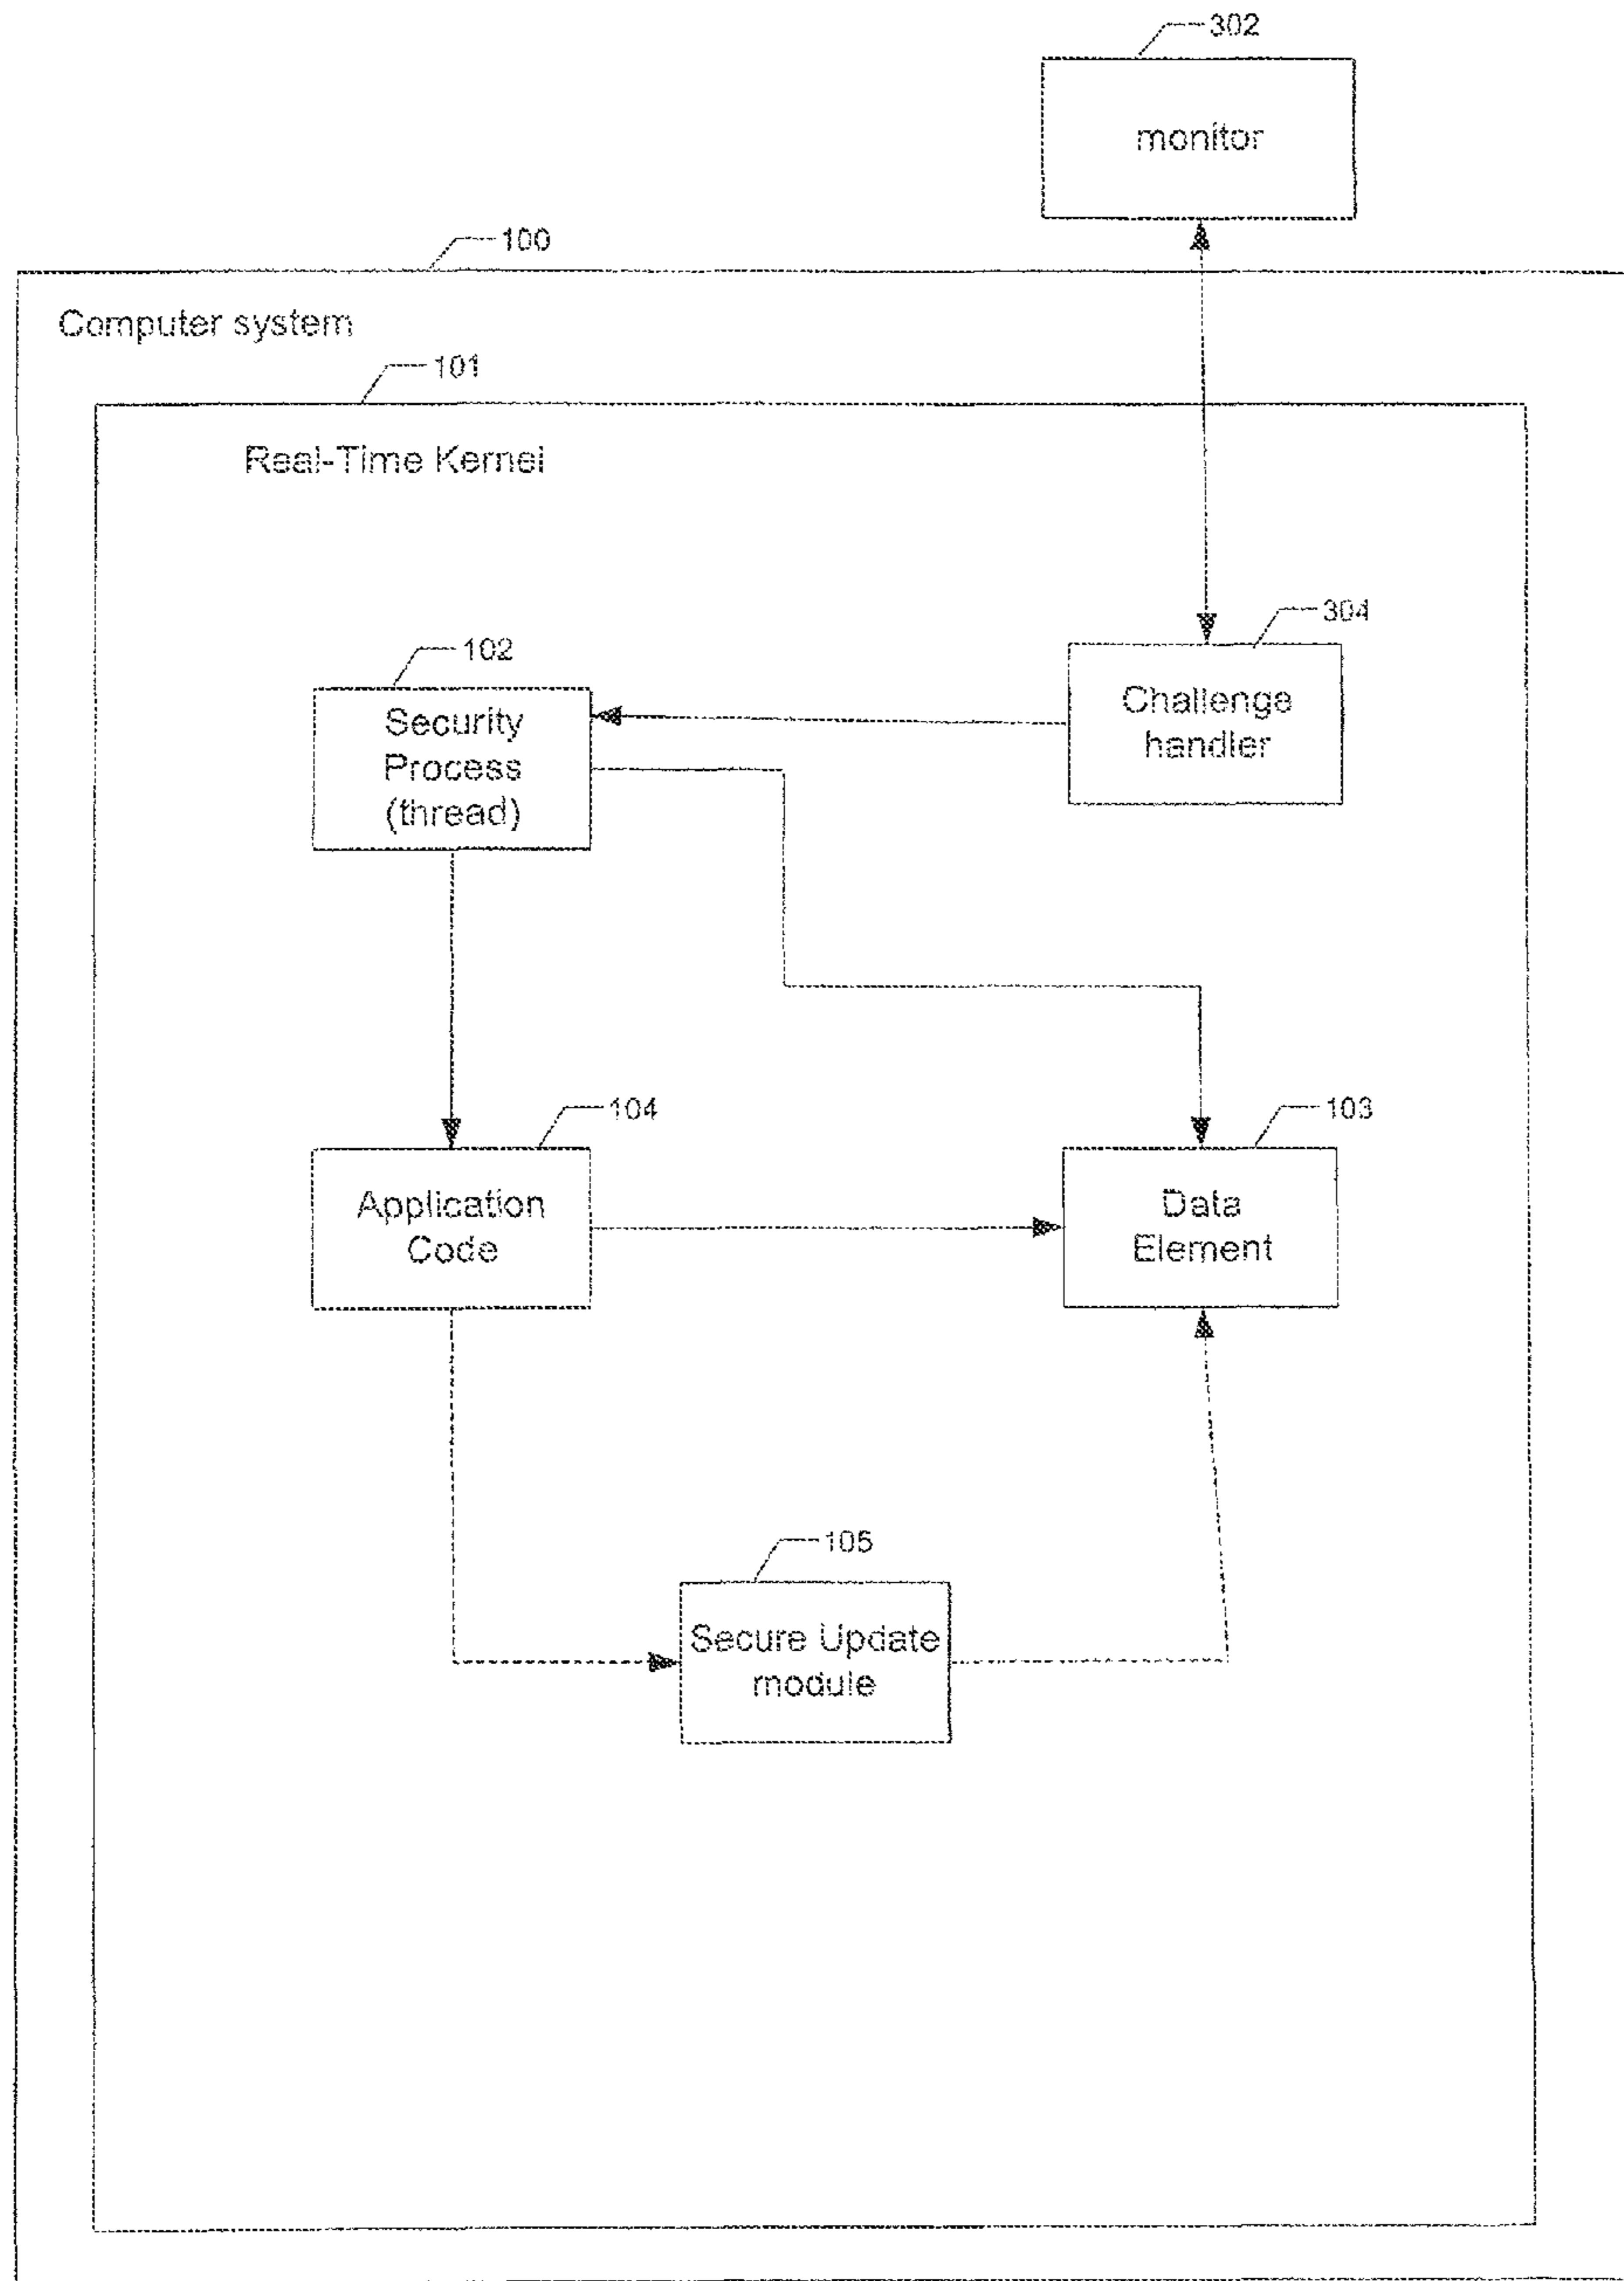 302
monitor
100
Computer system
101
Real-Time Kernel
304
102
Challenge
handler
Security
Process
(thread)
104
103
Application
Code
Data
Element
105
Secure Update
module